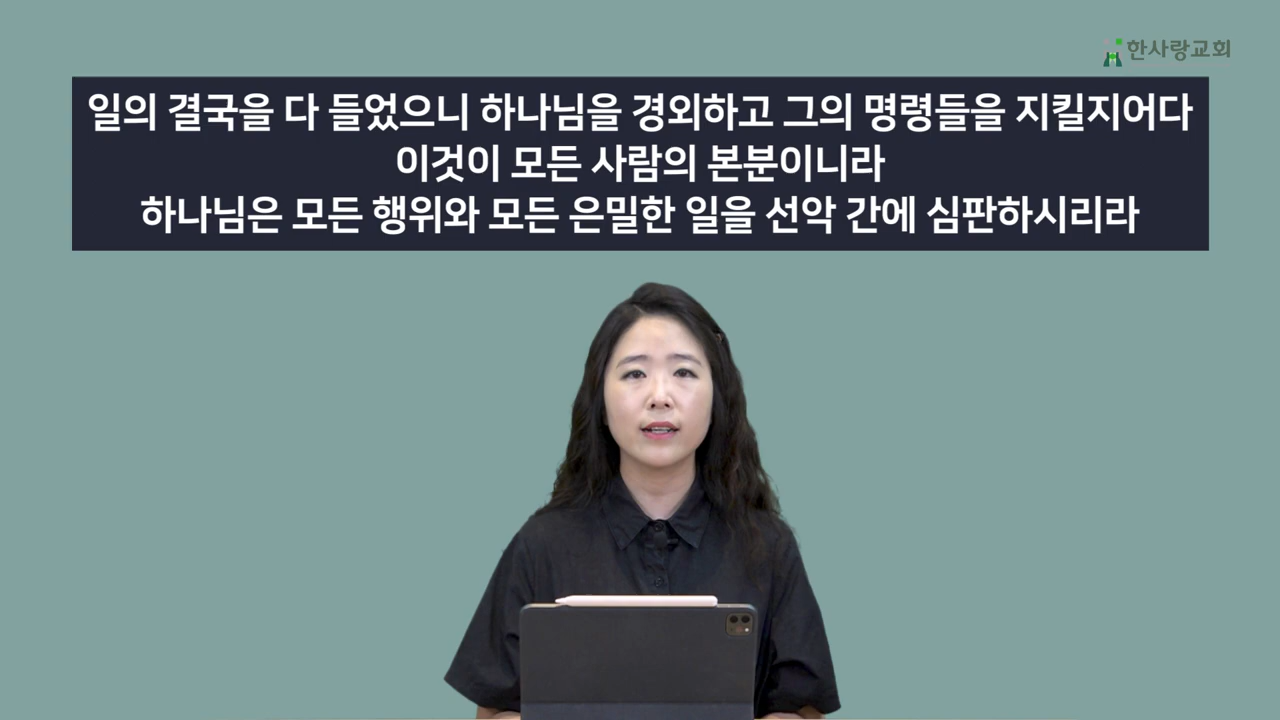 한사랑교회
일의 결국을 다 들었으니 하나님을 경외하고 그의 명령들을 지킬지어다
이것이 모든 사람의 본분이니라
하나님은 모든 행위와 모든 은밀한 일을 선악 간에 심판하시리라